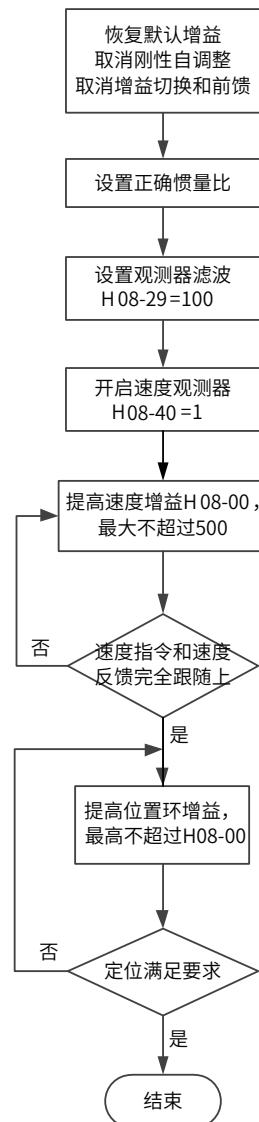 恢复默认增益
取消刚性自调整
取消增益切换和前馈
设置正确惯量比
设置观测器滤波
H08-29=100
开启速度观测器
H08-40=1
提高速度增益H08-00，
最大不超过500
速度指令和速度
反馈完全跟随上
否
是
提高位置环增益，
最高不超过H08-00
定位满足要求
否
是
结束